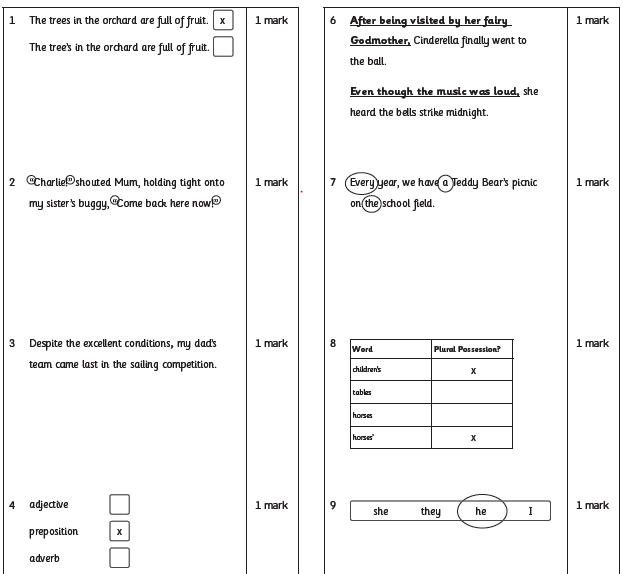 1 The trees in the orchard are full of fruit. x 1 mark
The tree's in the orchard are full of fruit.
2 "Charlie!" shouted Mum, holding tight onto 1 mark
my sister's buggy, "Come back here now!"
3 Despite the excellent conditions, my dad's 1 mark
team came last in the sailing competition.
4 adjective 1 mark
preposition x
adverb
6 After being visited by her fairy 1 mark
Godmother, Cinderella finally went to
the ball.
Even though the music was loud, she
heard the bells strike midnight.
7 Every year, we have a Teddy Bear's picnic 1 mark
on the school field.
8 1 mark
Word Plural Possession?
children's x
tables
horses
horses' x
9 she they he I 1 mark